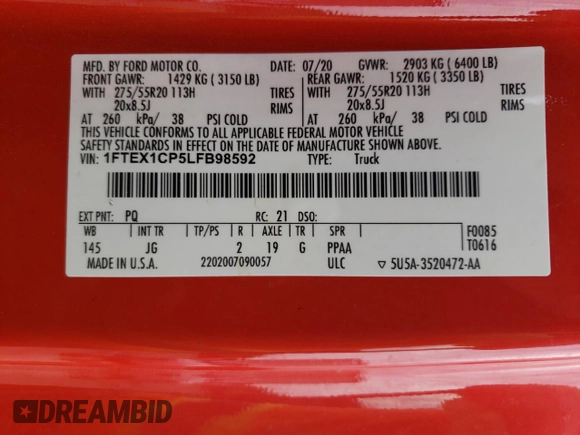 MFD. BY FORD MOTOR CO. DATE: 07/20 GVWR: 2903 KG ( 6400 LB)
FRONT GAWR: 1429 KG ( 3150 LB) REAR GAWR: 1520 KG ( 3350 LB)
WITH 275/55R20 113H TIRES WITH 275/55R20 113H TIRES
20x8.5J RIMS 20x8.5J RIMS
AT 260 kPa/ 38 PSI COLD AT 260 kPa/ 38 PSI COLD
THIS VEHICLE CONFORMS TO ALL APPLICABLE FEDERAL MOTOR VEHICLE
SAFETY STANDARDS IN EFFECT ON THE DATE OF MANUFACTURE SHOWN ABOVE.
VIN: 1FTEX1CP5LFB98592 TYPE: Truck
EXT PNT: PQ RC: 21 DSO:
WB INT TR TP/PS R AXLE TR SPR F0085
145 JG 2 19 G PPAA T0616
MADE IN U.S.A. 2202007090057 ULC ▽ 5U5A-3520472-AA
DREAMBID